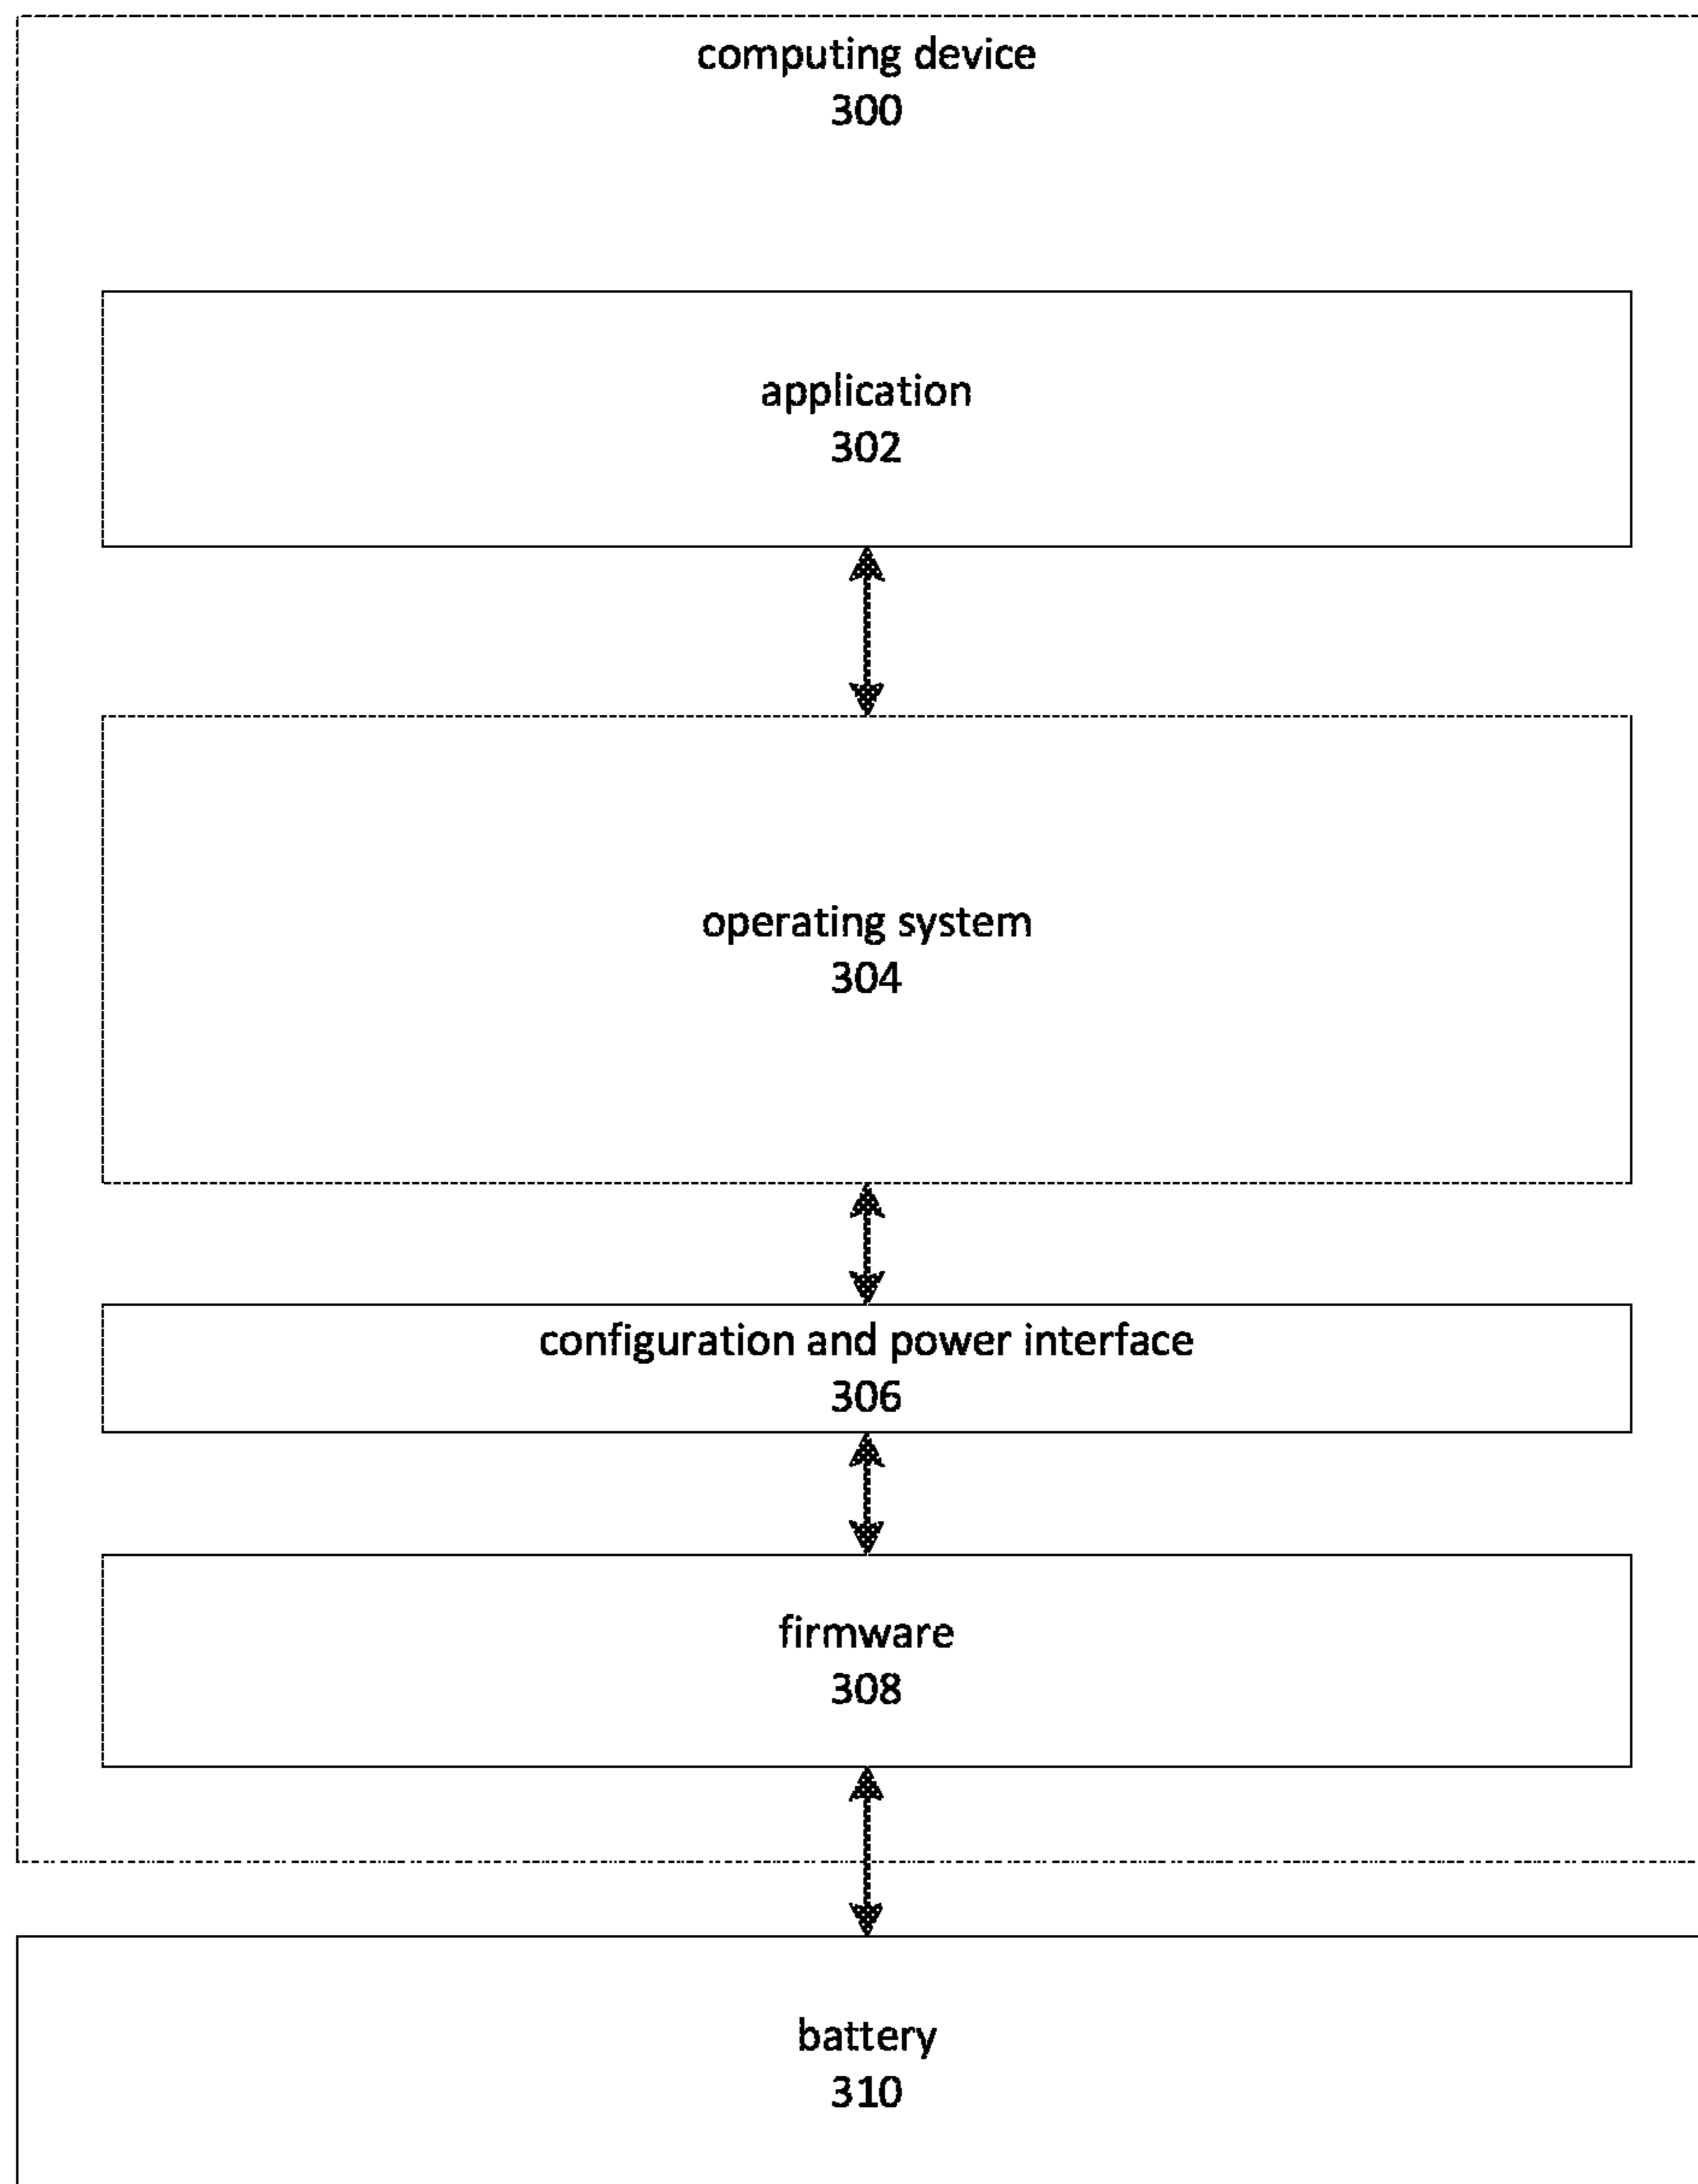 computing device
300
application
302
operating system
304
configuration and power interface
306
firmware
308
battery
310